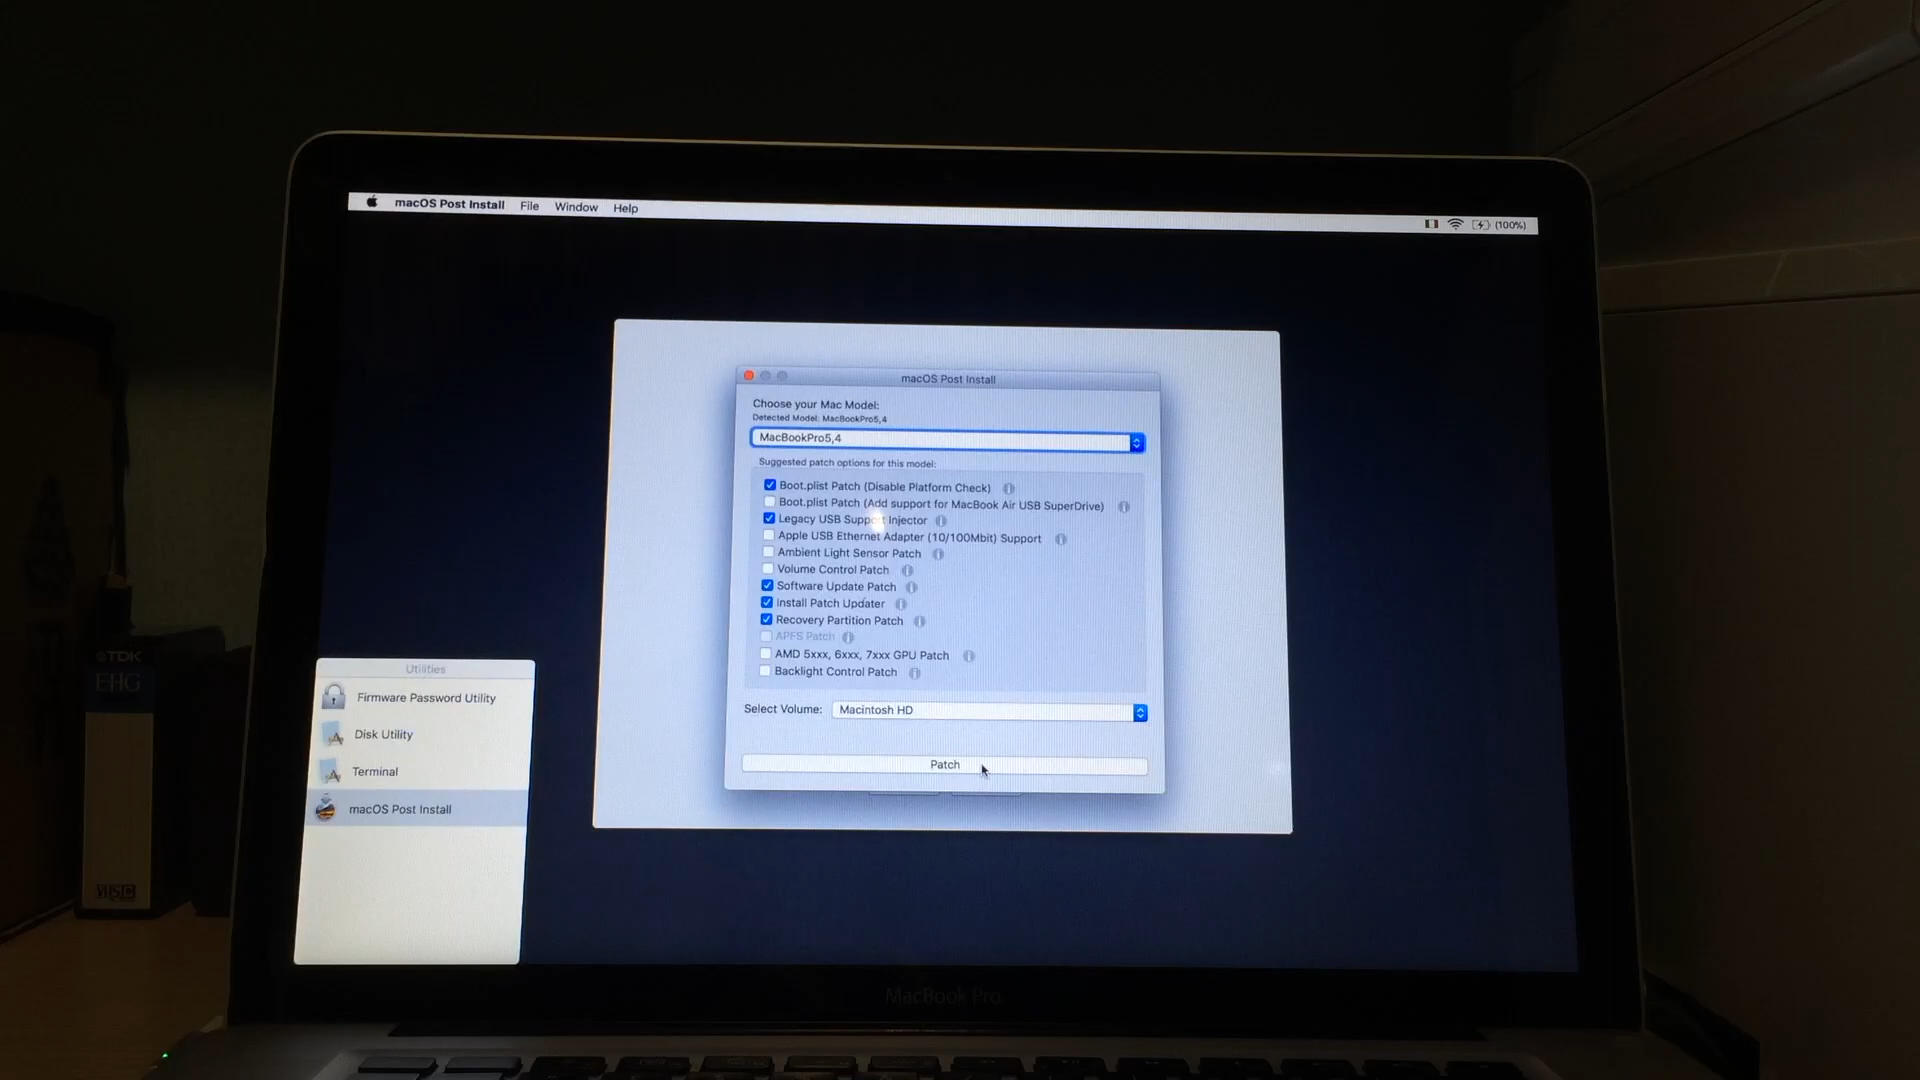 macOS Post Install File Window Help
(100%)
macOS Post Install
Choose your Mac Model:
Detected Model: MacBookPro5,4
MacBookPro5,4
Suggested patch options for this model:
Boot.plist Patch (Disable Platform Check)
Boot.plist Patch (Add support for MacBook Air USB SuperDrive)
Legacy USB Support Injector
Apple USB Ethernet Adapter (10/100Mbit) Support
Ambient Light Sensor Patch
Volume Control Patch
Software Update Patch
Install Patch Updater
Recovery Partition Patch
APFS Patch
AMD 5xxx, 6xxx, 7xxx GPU Patch
Backlight Control Patch
Select Volume: Macintosh HD
Patch
Utilities
Firmware Password Utility
Disk Utility
Terminal
macOS Post Install
TDK
EHG
VHSC
MacBook Pro